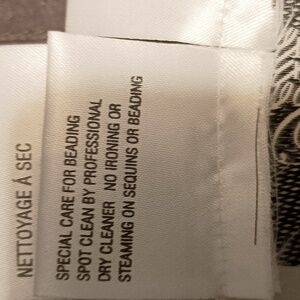 NETTOYAGE À SEC
SPECIAL CARE FOR BEADING
SPOT CLEAN BY PROFESSIONAL
DRY CLEANER NO IRONING OR
STEAMING ON SEQUINS OR BEADING